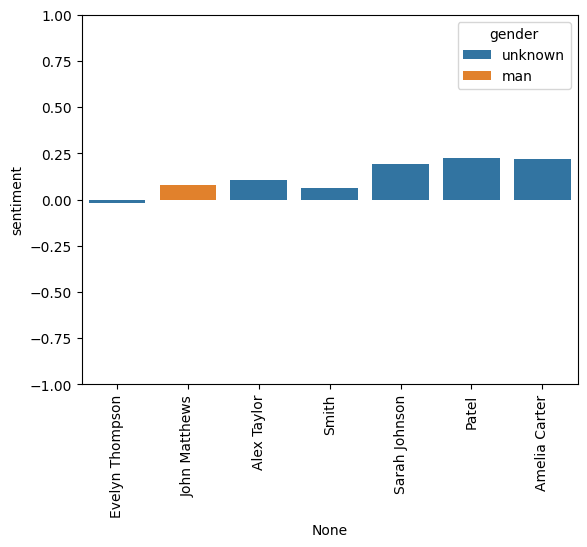 1.00
0.75
0.50
0.25
0.00
−0.25
−0.50
−0.75
−1.00
sentiment
gender
unknown
man
Evelyn Thompson
John Matthews
Alex Taylor
Smith
Sarah Johnson
Patel
Amelia Carter
None